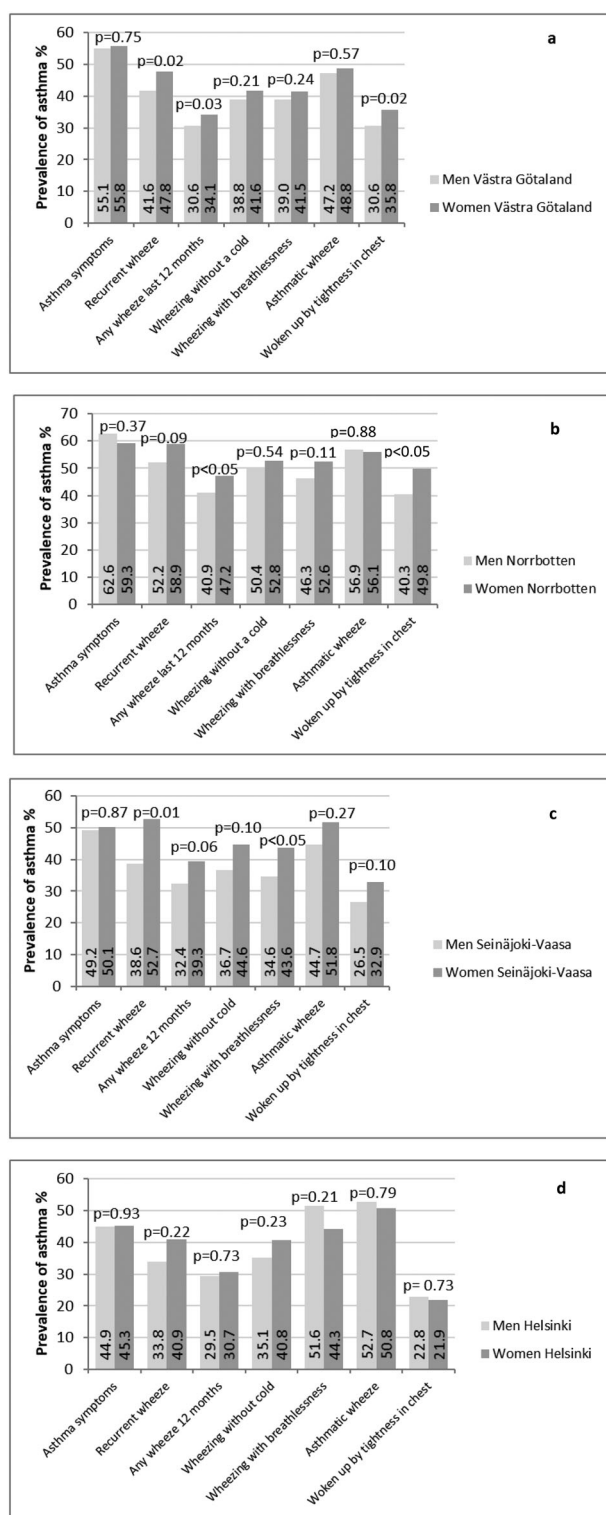 a
Prevalence of asthma %
60
50
40
30
20
10
0
p=0.75
p=0.02
p=0.03
p=0.21
p=0.24
p=0.57
p=0.02
55.1
55.8
41.6
47.8
30.6
34.1
38.8
41.6
39.0
41.5
47.2
48.8
30.6
35.8
Asthma symptoms
Recurrent wheeze
Any wheeze last 12 months
Wheezing without a cold
Wheezing with breathlessness
Asthmatic wheeze
Woken up by tightness in chest
Men Västra Götaland
Women Västra Götaland
b
Prevalence of asthma %
70
60
50
40
30
20
10
0
p=0.37
p=0.09
p<0.05
p=0.54
p=0.11
p=0.88
p<0.05
62.6
59.3
52.2
58.9
40.9
47.2
50.4
52.8
46.3
52.6
56.9
56.1
40.3
49.8
Asthma symptoms
Recurrent wheeze
Any wheeze last 12 months
Wheezing without a cold
Wheezing with breathlessness
Asthmatic wheeze
Woken up by tightness in chest
Men Norrbotten
Women Norrbotten
c
Prevalence of asthma %
60
50
40
30
20
10
0
p=0.87
p=0.01
p=0.06
p=0.10
p<0.05
p=0.27
p=0.10
49.2
50.1
38.6
52.7
32.4
39.3
36.7
44.6
34.6
43.6
44.7
51.8
26.5
32.9
Asthma symptoms
Recurrent wheeze
Any wheeze 12 months
Wheezing without cold
Wheezing with breathlessness
Asthmatic wheeze
Woken up by tightness in chest
Men Seinäjoki-Vaasa
Women Seinäjoki-Vaasa
d
Prevalence of asthma %
60
50
40
30
20
10
0
p=0.93
p=0.22
p=0.73
p=0.23
p=0.21
p=0.79
p= 0.73
44.9
45.3
33.8
40.9
29.5
30.7
35.1
40.8
51.6
44.3
52.7
50.8
22.8
21.9
Asthma symptoms
Recurrent wheeze
Any wheeze 12 months
Wheezing without cold
Wheezing with breathlessness
Asthmatic wheeze
Woken up by tightness in chest
Men Helsinki
Women Helsinki